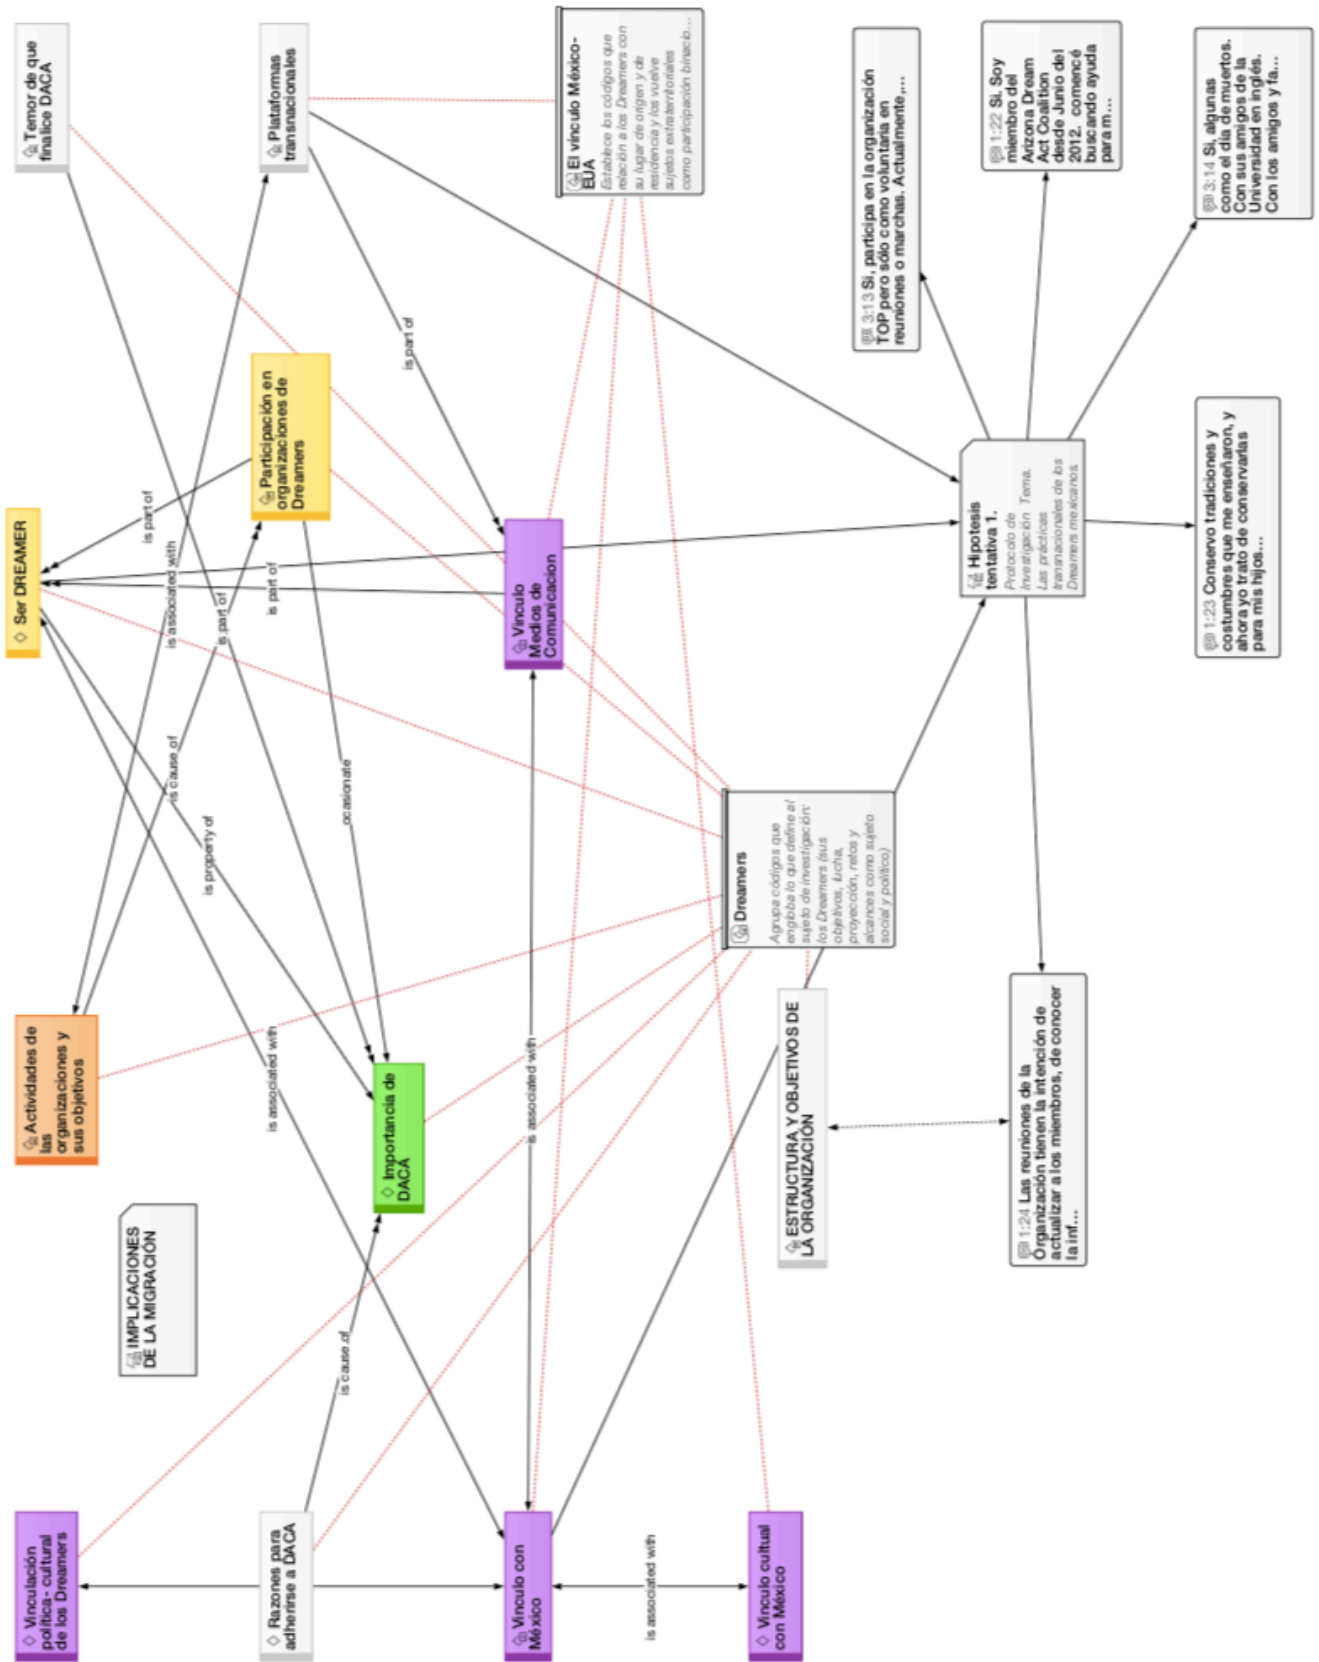 Vinculación
política- cultural
de los Dreamers
Razones para
adherirse a DACA
Vinculo con
México
Vinculo cultural
con México
is associated with
IMPLICACIONES
DE LA MIGRACIÓN
is cause of
Actividades de
las
organizaciones y
sus objetivos
Importancia de
DACA
is associated with
is associated with
ESTRUCTURA Y OBJETIVOS DE
LA ORGANIZACIÓN
1:24 Las reuniones de la
Organización tienen la intención de
actualizar a los miembros, de conocer
la inf...
is property of
is cause of
ocasionate
Dreamers
Agrupa códigos que
engloba lo que define al
sujeto de investigación:
los Dreamers (sus
objetivos, lucha,
proyección, retos y
alcances como sujeto
social y político)
Ser DREAMER
is associated with
is part of
is part of
is part of
Vinculo
Medios de
Comunicacion
Hipotesis
tentativa 1.
Protocolo de
Investigación Tema.
Las prácticas
transnacionales de los
Dreamers mexicanos.
1:23 Conservo tradiciones y
costumbres que me enseñaron, y
ahora yo trato de conservarlas
para mis hijos...
Participación en
organizaciones de
Dreamers
is part of
Temor de que
finalice DACA
Plataformas
transnacionales
El vinculo México-
EUA
Establece los códigos que
relación a los Dreamers con
su lugar de origen y de
residencia y los vuelve
sujetos extraterritoriales
como participación binacio...
3:13 Si, participa en la organización
TOP pero sólo como voluntaria en
reuniones o marchas. Actualmente,...
1:22 Si. Soy
miembro del
Arizona Dream
Act Coalition
desde Junio del
2012. comencé
buscando ayuda
para m...
3:14 Si, algunas
como el día de muertos.
Con sus amigos de la
Universidad en inglés.
Con los amigos y fa...